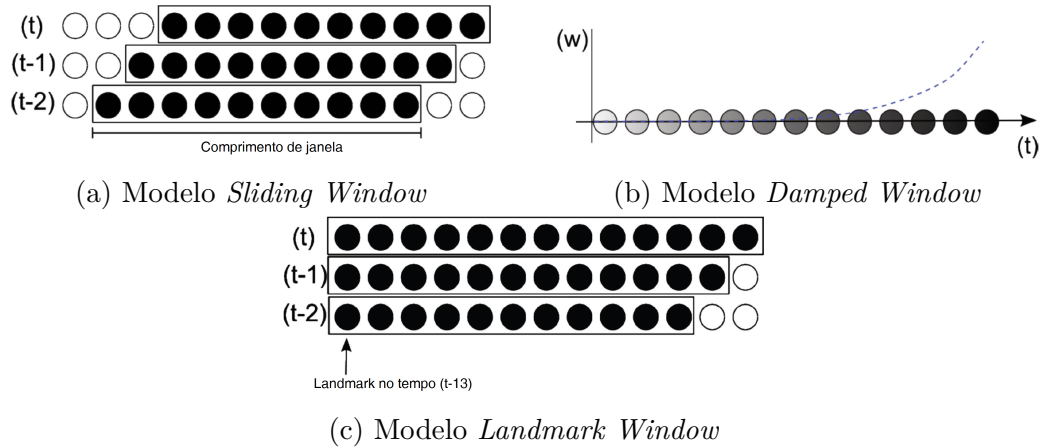 (t)
(t-1)
(t-2)
Comprimento de janela
(a) Modelo Sliding Window
(w)
(t)
(b) Modelo Damped Window
(t)
(t-1)
(t-2)
Landmark no tempo (t-13)
(c) Modelo Landmark Window